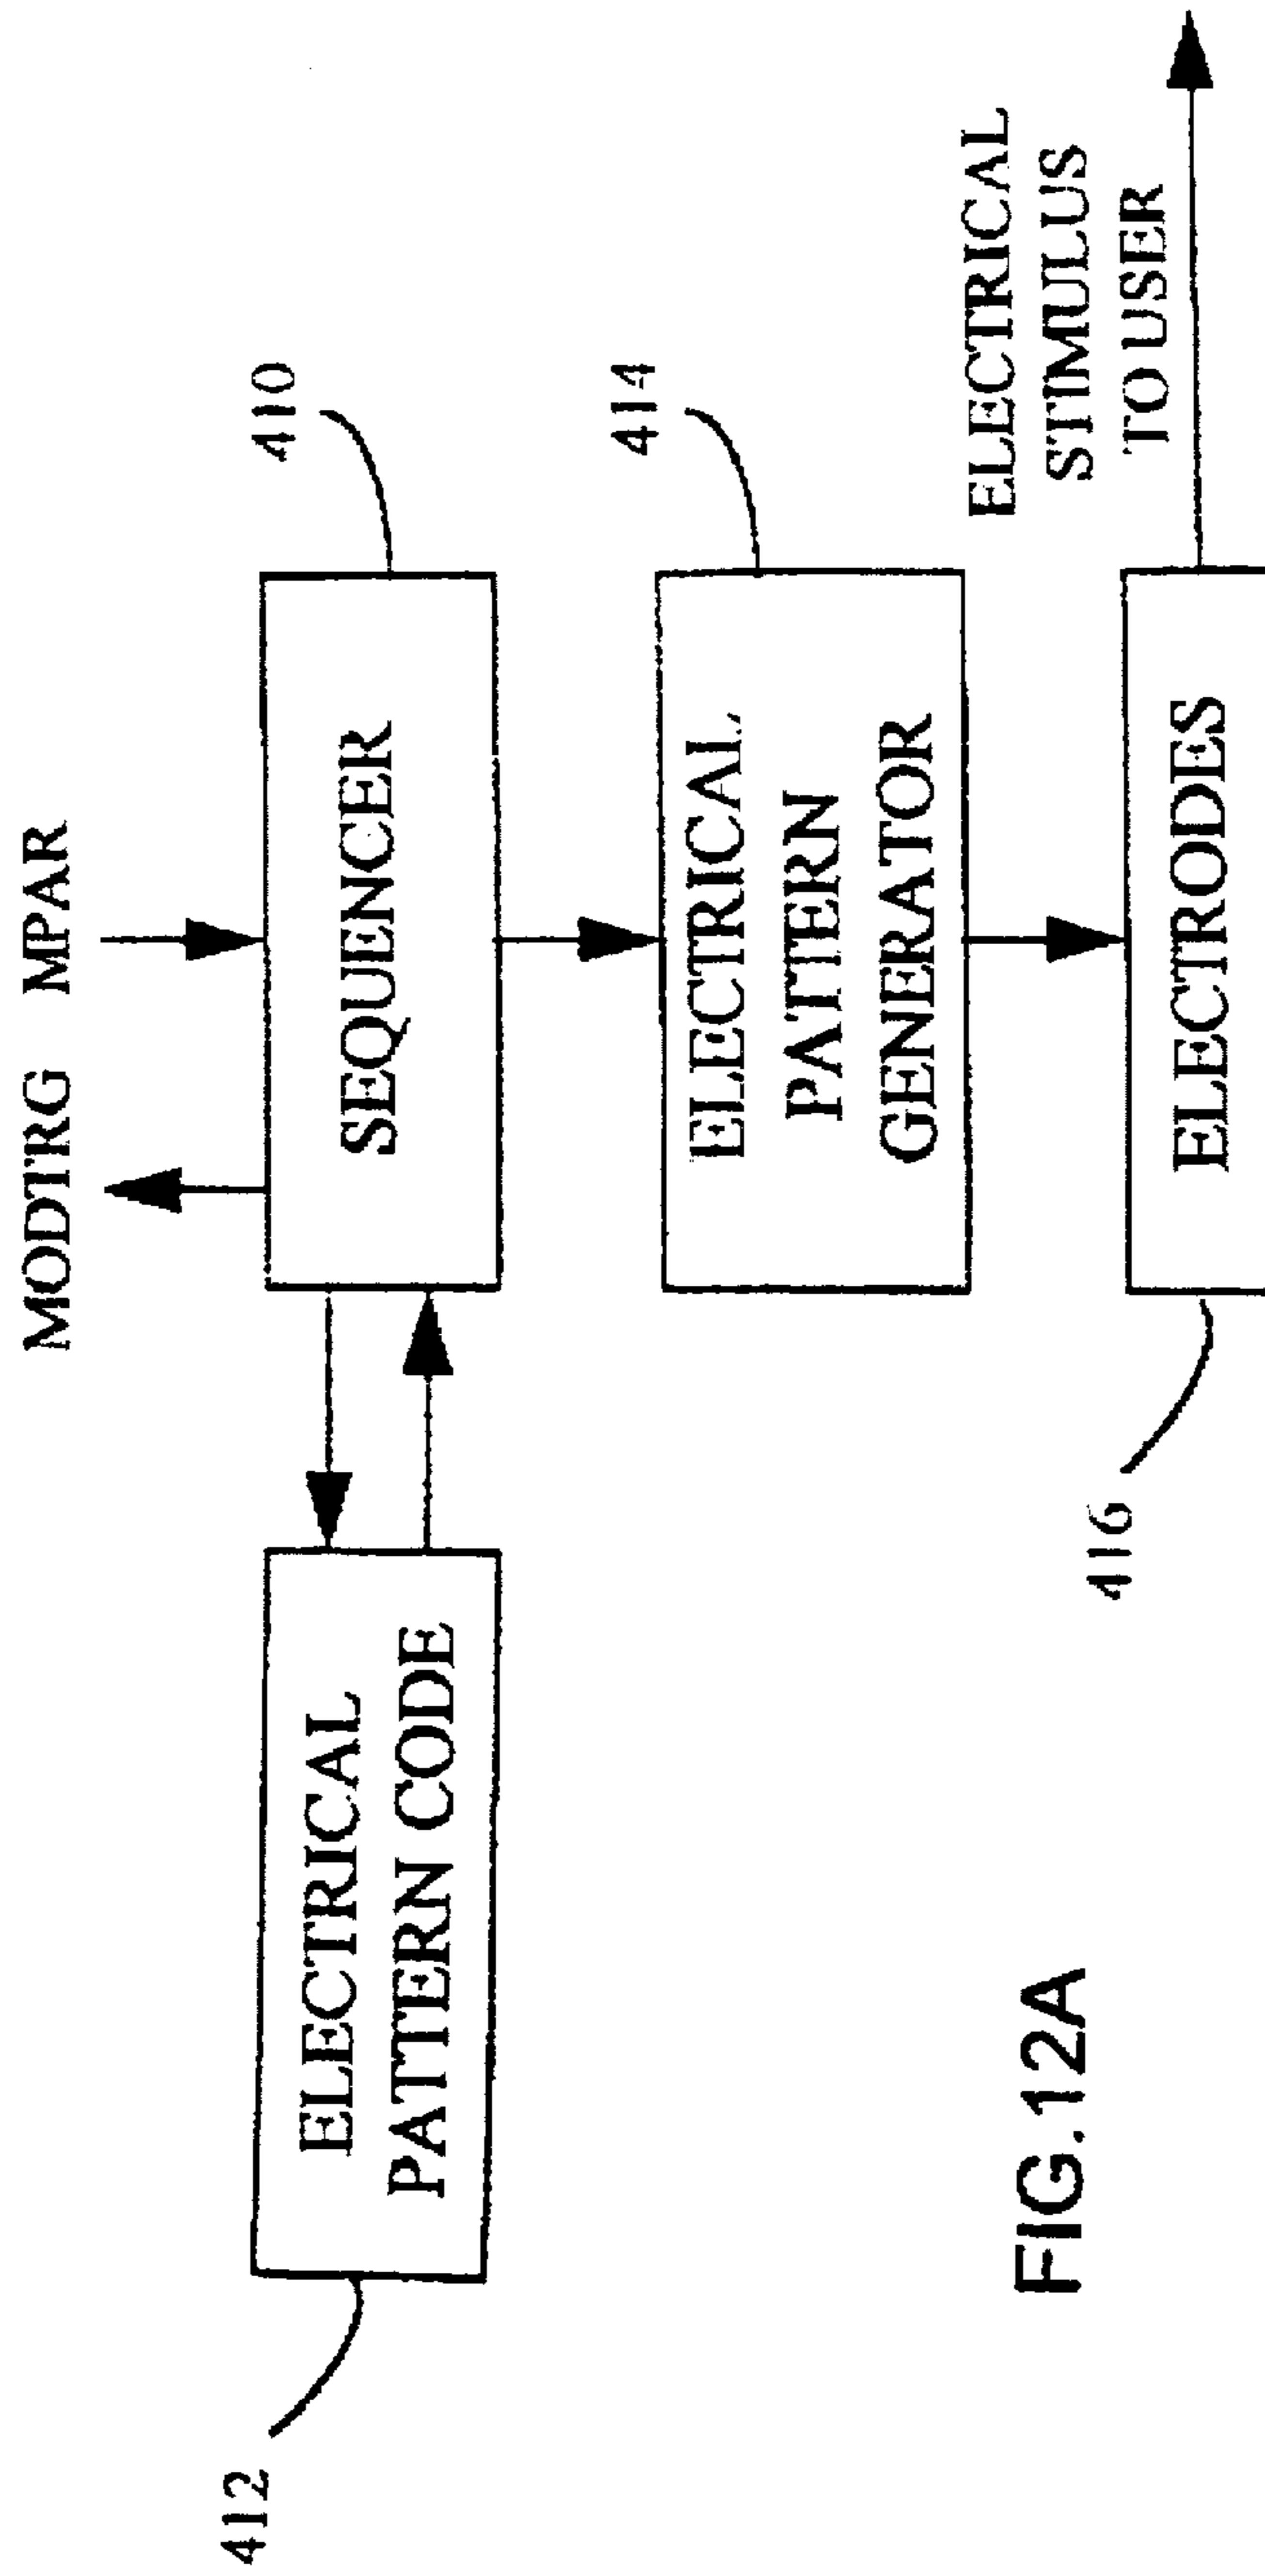 MODTRG MPAR
412
ELECTRICAL
PATTERN CODE
SEQUENCER
410
ELECTRICAL
PATTERN
GENERATOR
414
416
ELECTRODES
ELECTRICAL
STIMULUS
TO USER
FIG.12A